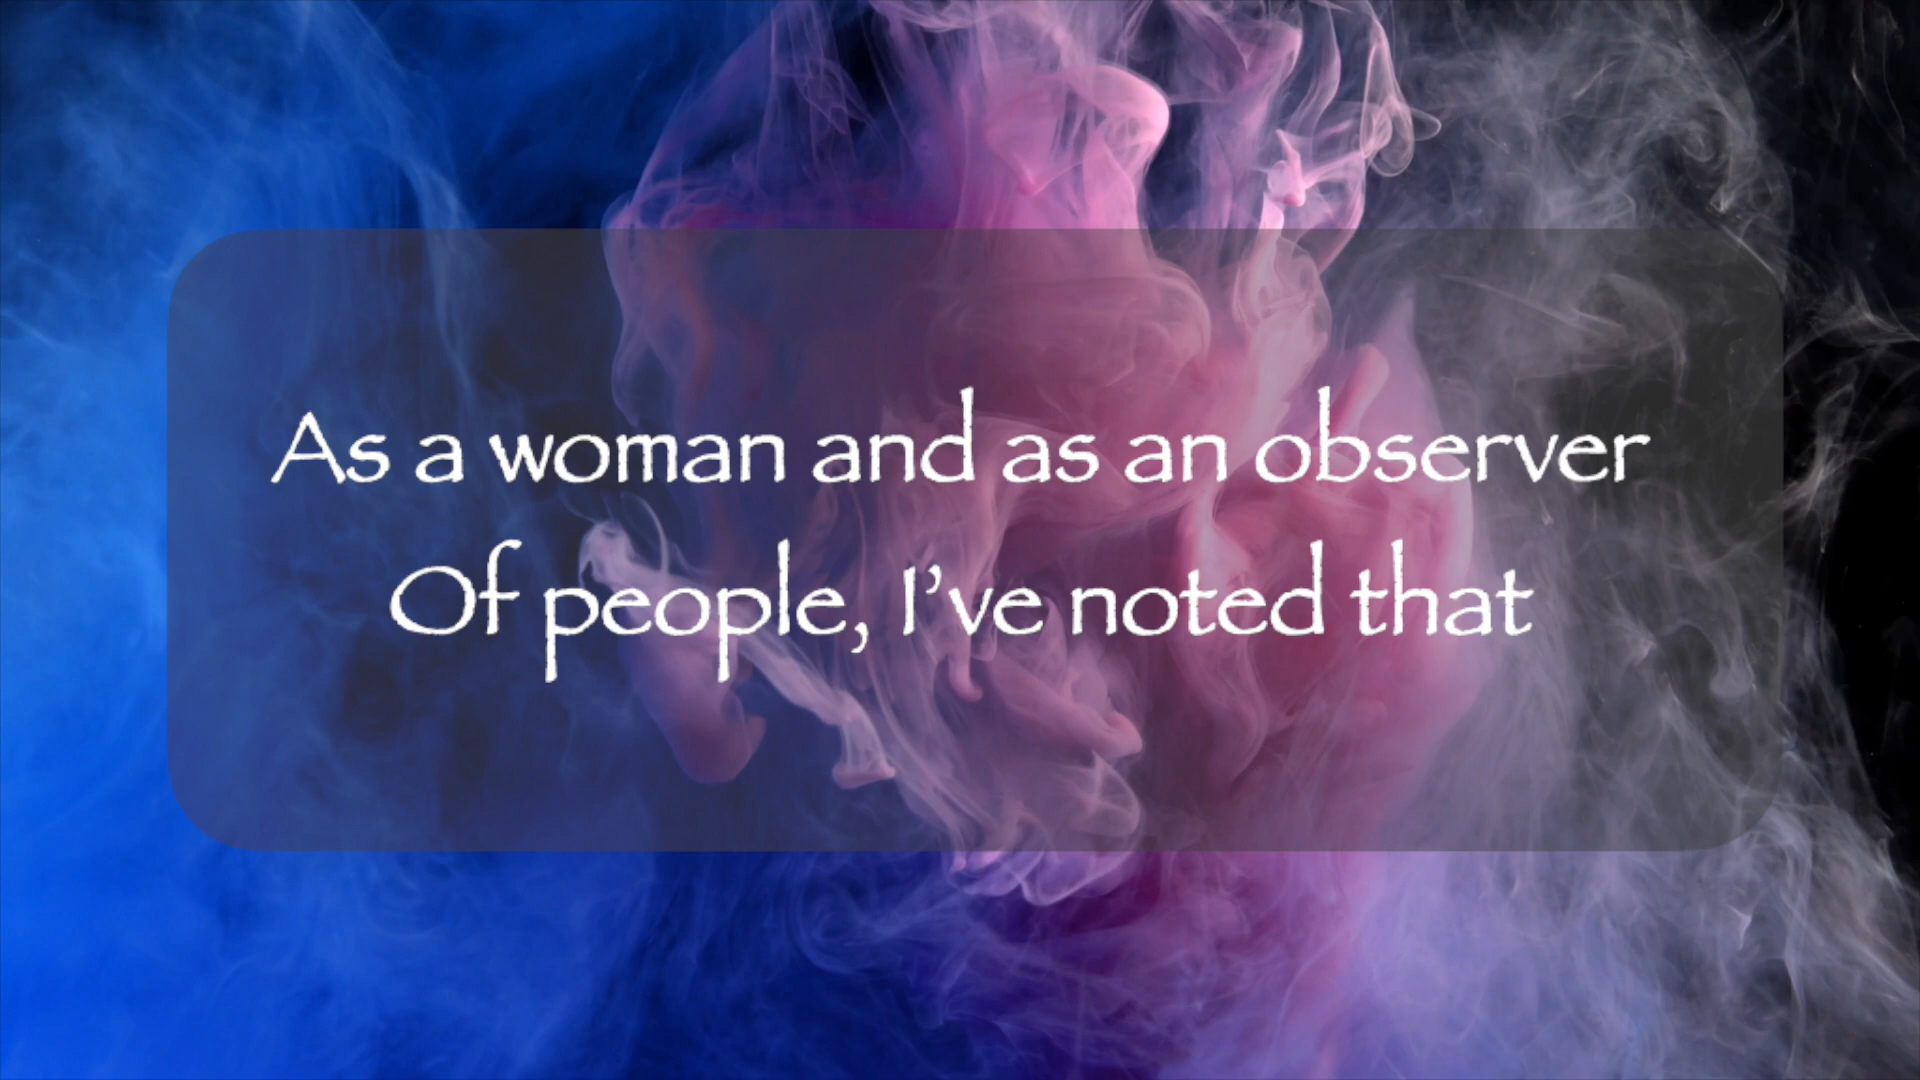 As a woman and as an observer
Of people, I’ve noted that